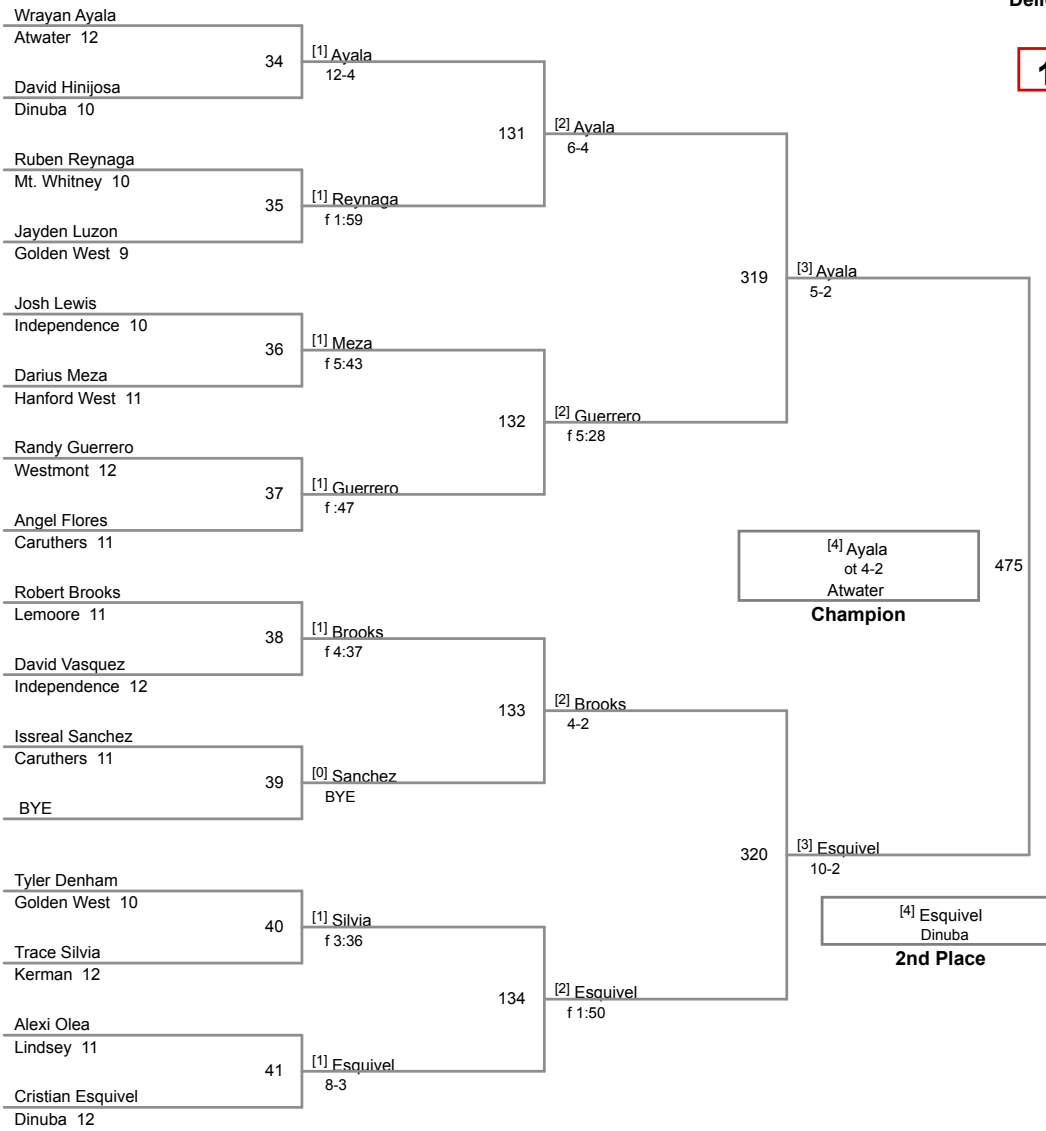 Wrayan Ayala
Atwater 12
34
David Hinijosa
Dinuba 10
[1] Ayala
12-4
Ruben Reynaga
Mt. Whitney 10
35
Jayden Luzon
Golden West 9
[1] Reynaga
f 1:59
131
[2] Ayala
6-4
Josh Lewis
Independence 10
36
Darius Meza
Hanford West 11
[1] Meza
f 5:43
Randy Guerrero
Westmont 12
37
Angel Flores
Caruthers 11
[1] Guerrero
f :47
132
[2] Guerrero
f 5:28
319
[3] Ayala
5-2
Robert Brooks
Lemoore 11
38
David Vasquez
Independence 12
[1] Brooks
f 4:37
Issreal Sanchez
Caruthers 11
39
BYE
[0] Sanchez
BYE
133
[2] Brooks
4-2
Tyler Denham
Golden West 10
40
Trace Silvia
Kerman 12
[1] Silvia
f 3:36
Alexi Olea
Lindsey 11
41
Cristian Esquivel
Dinuba 12
[1] Esquivel
8-3
134
[2] Esquivel
f 1:50
320
[3] Esquivel
10-2
475
[4] Ayala
ot 4-2
Atwater
Champion
[4] Esquivel
Dinuba
2nd Place